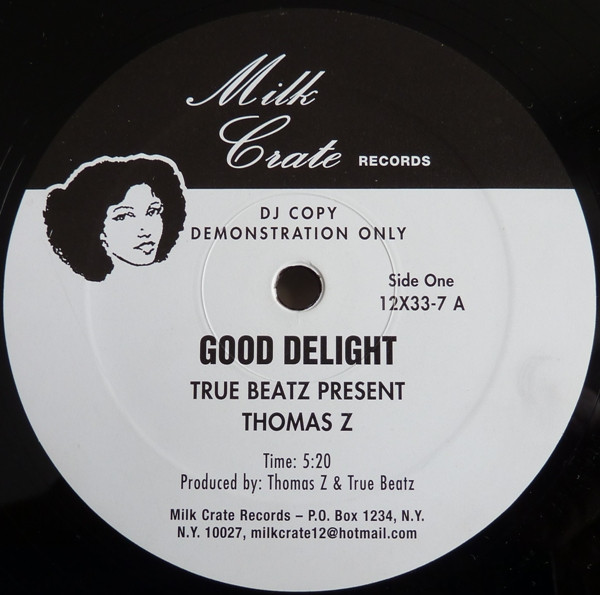 Milk
Crate RECORDS
DJ COPY
DEMONSTRATION ONLY
Side One
12X33-7 A
GOOD DELIGHT
TRUE BEATZ PRESENT
THOMAS Z
Time: 5:20
Produced by: Thomas Z & True Beatz
Milk Crate Records – P.O. Box 1234, N.Y.
N.Y. 10027, milkcrate12@hotmail.com